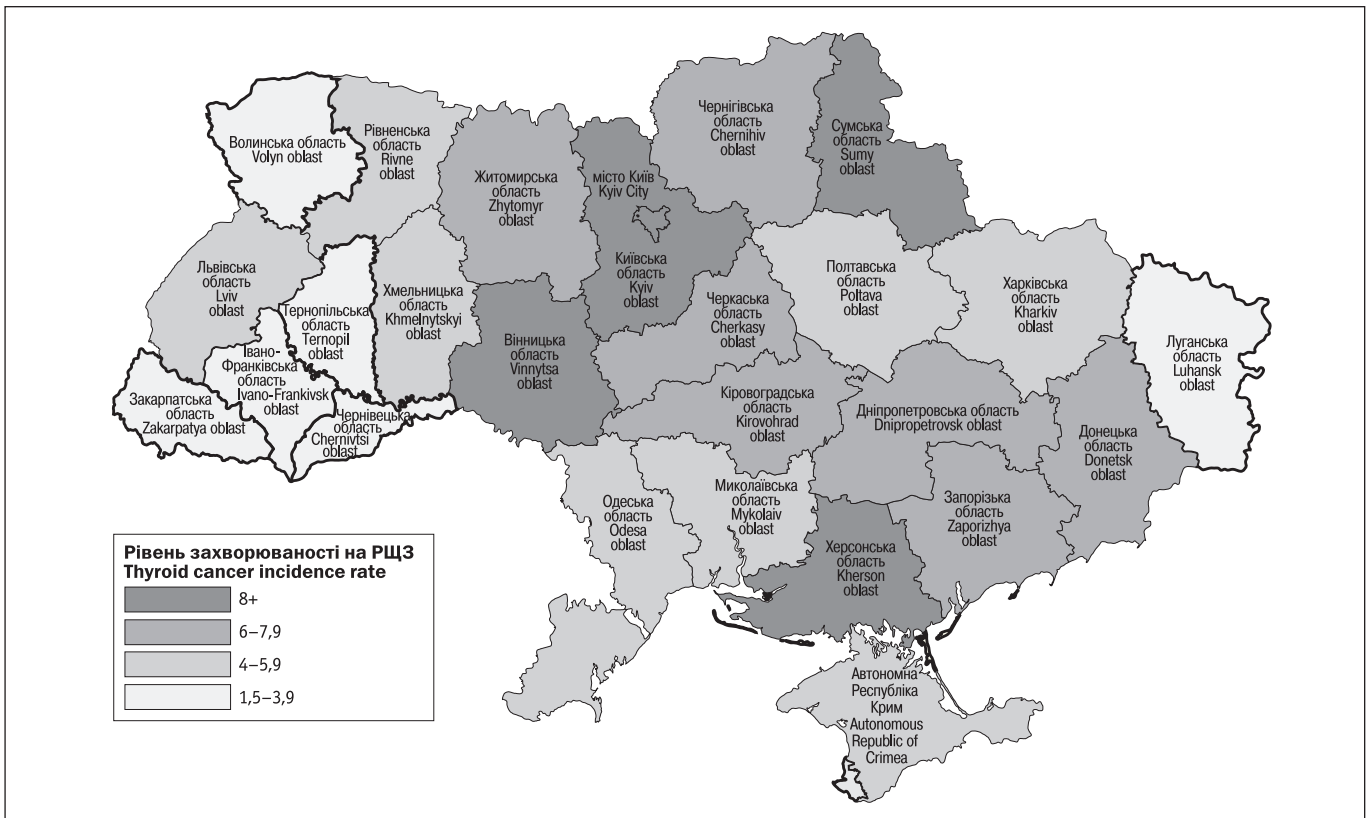 Чернігівська
область
Chernihiv
oblast
Сумська
область
Sumy
oblast
Волинська область
Volyn oblast
Рівненська
область
Rivne
oblast
Житомирська
область
Zhytomyr
oblast
місто Київ
Kyiv City
Київська
область
Kyiv
oblast
Львівська
область
Lviv
oblast
Тернопільська
область
Ternopil
oblast
Хмельницька
область
Khmelnytskyi
oblast
Вінницька
область
Vinnytsa
oblast
Черкаська
область
Cherkasy
oblast
Полтавська
область
Poltava
oblast
Харківська
область
Kharkiv
oblast
Луганська
область
Luhansk
oblast
Івано-
Франківська
область
Ivano-Frankivsk
oblast
Закарпатська
область
Zakarpatya oblast
Чернівецька
область
Chernivtsi
oblast
Кіровоградська
область
Kirovohrad
oblast
Дніпропетровська область
Dnipropetrovsk oblast
Донецька
область
Donetsk
oblast
Одеська
область
Odesa
oblast
Миколаївська
область
Mykolaiv
oblast
Запорізька
область
Zaporizhya
oblast
Херсонська
область
Kherson
oblast
Автономна
Республіка
Крим
Autonomous
Republic of
Crimea
Рівень захворюваності на РЩЗ
Thyroid cancer incidence rate
8+
6–7,9
4–5,9
1,5–3,9